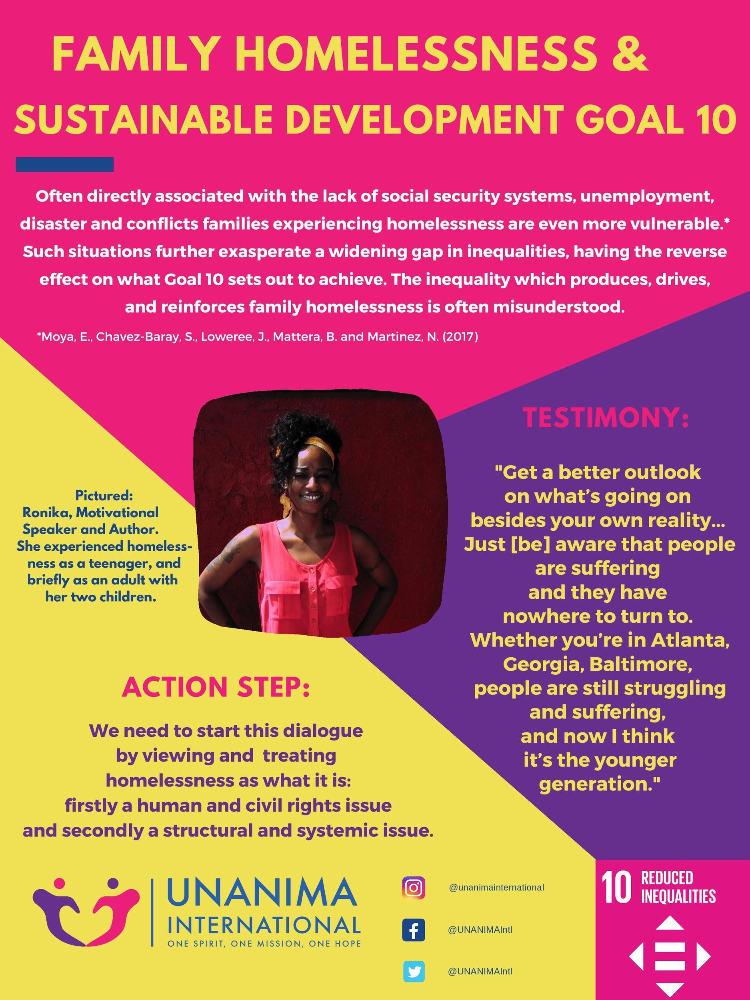 FAMILY HOMELESSNESS &
SUSTAINABLE DEVELOPMENT GOAL 10
Often directly associated with the lack of social security systems, unemployment,
disaster and conflicts families experiencing homelessness are even more vulnerable.*
Such situations further exasperate a widening gap in inequalities, having the reverse
effect on what Goal 10 sets out to achieve. The inequality which produces, drives,
and reinforces family homelessness is often misunderstood.
*Moya, E., Chavez-Baray, S., Loweree, J., Mattera, B. and Martinez, N. (2017)
Pictured:
Ronika, Motivational
Speaker and Author.
She experienced homeless-
ness as a teenager, and
briefly as an adult with
her two children.
TESTIMONY:
"Get a better outlook
on what’s going on
besides your own reality...
Just [be] aware that people
are suffering
and they have
nowhere to turn to.
Whether you’re in Atlanta,
Georgia, Baltimore,
people are still struggling
and suffering,
and now I think
it’s the younger
generation."
ACTION STEP:
We need to start this dialogue
by viewing and  treating
homelessness as what it is:
firstly a human and civil rights issue
and secondly a structural and systemic issue.
UNANIMA
INTERNATIONAL
ONE SPIRIT, ONE MISSION, ONE HOPE
@unanimainternational
@UNANIMAIntl
@UNANIMAIntl
10 REDUCED
INEQUALITIES